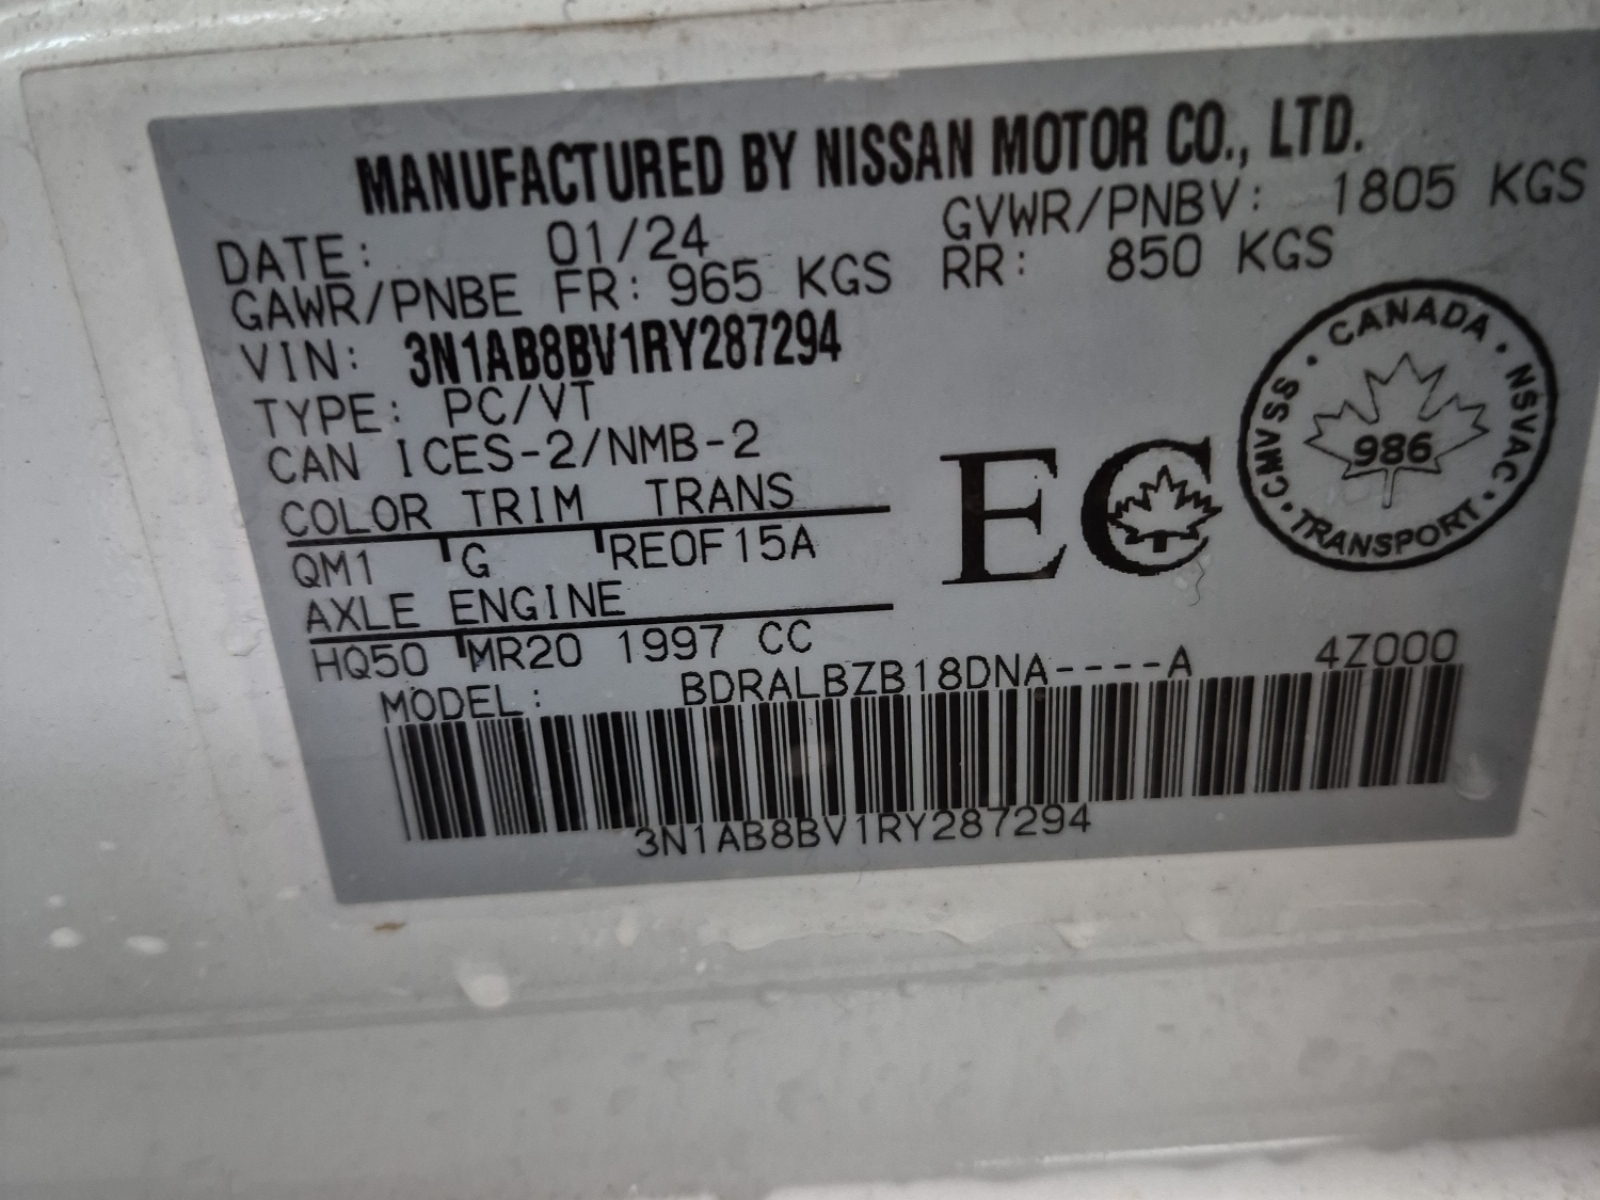 MANUFACTURED BY NISSAN MOTOR CO., LTD.
DATE: 01/24 GVWR/PNBV: 1805 KGS
GAWR/PNBE FR: 965 KGS RR: 850 KGS
VIN: 3N1AB8BV1RY287294
TYPE: PC/VT
CAN ICES-2/NMB-2
COLOR TRIM TRANS
QM1 G RE0F15A
AXLE ENGINE
HQ50 MR20 1997 CC
MODEL: BDRALBZB18DNA----A 4Z000
3N1AB8BV1RY287294
EC
CANADA
CMVSS · NSVAC
986
TRANSPORT